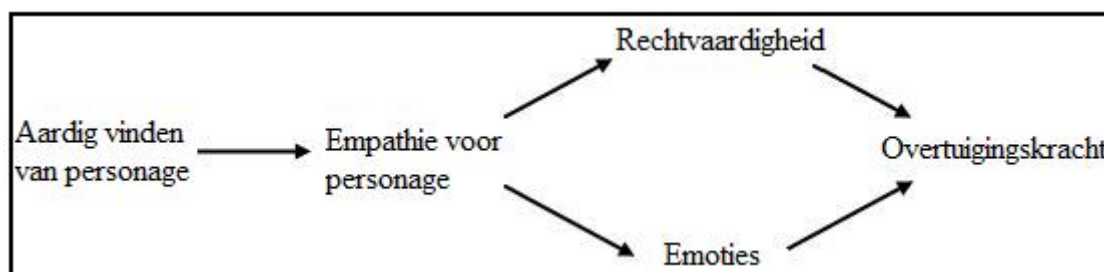 Rechtvaardigheid
Aardig vinden
van personage
Empathie voor
personage
Overtuigingskracht
Emoties